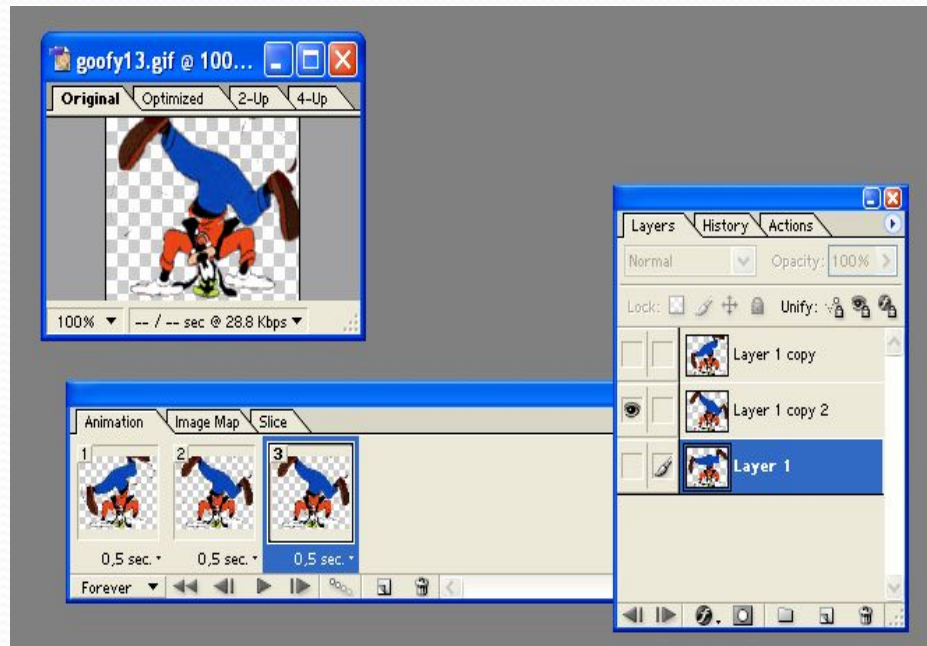 goofy13.gif @ 100...
Original Optimized 2-Up 4-Up
100% -- / -- sec @ 28.8 Kbps
Layers History Actions
Normal Opacity: 100%
Lock: Unify:
Layer 1 copy
Layer 1 copy 2
Layer 1
Animation Image Map Slice
1 2 3
0,5 sec. 0,5 sec. 0,5 sec.
Forever